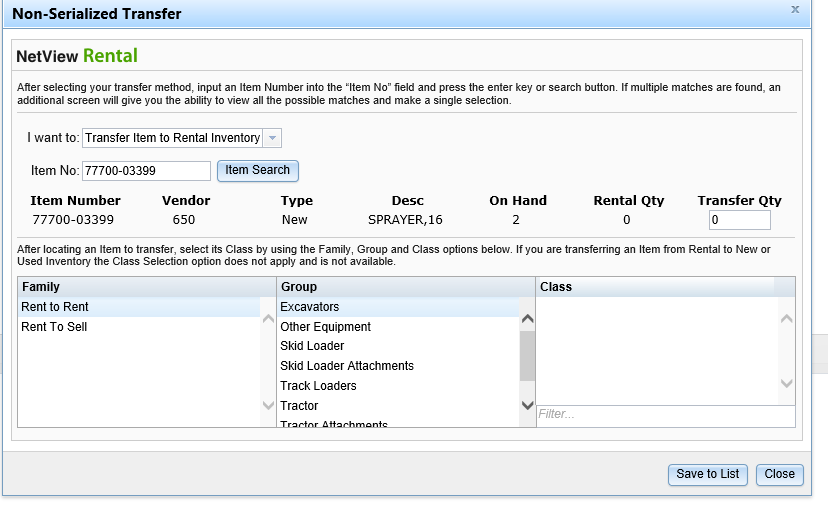 Non-Serialized Transfer
x
NetView Rental
After selecting your transfer method, input an Item Number into the “Item No” field and press the enter key or search button. If multiple matches are found, an
additional screen will give you the ability to view all the possible matches and make a single selection.
I want to: Transfer Item to Rental Inventory
Item No: 77700-03399 Item Search
Item Number Vendor Type Desc On Hand Rental Qty Transfer Qty
77700-03399 650 New SPRAYER,16 2 0 0
After locating an Item to transfer, select its Class by using the Family, Group and Class options below. If you are transferring an Item from Rental to New or
Used Inventory the Class Selection option does not apply and is not available.
Family Group Class
Rent to Rent Excavators
Rent To Sell Other Equipment
Skid Loader
Skid Loader Attachments
Track Loaders
Tractor
Tractor Attachments
Filter...
Save to List Close